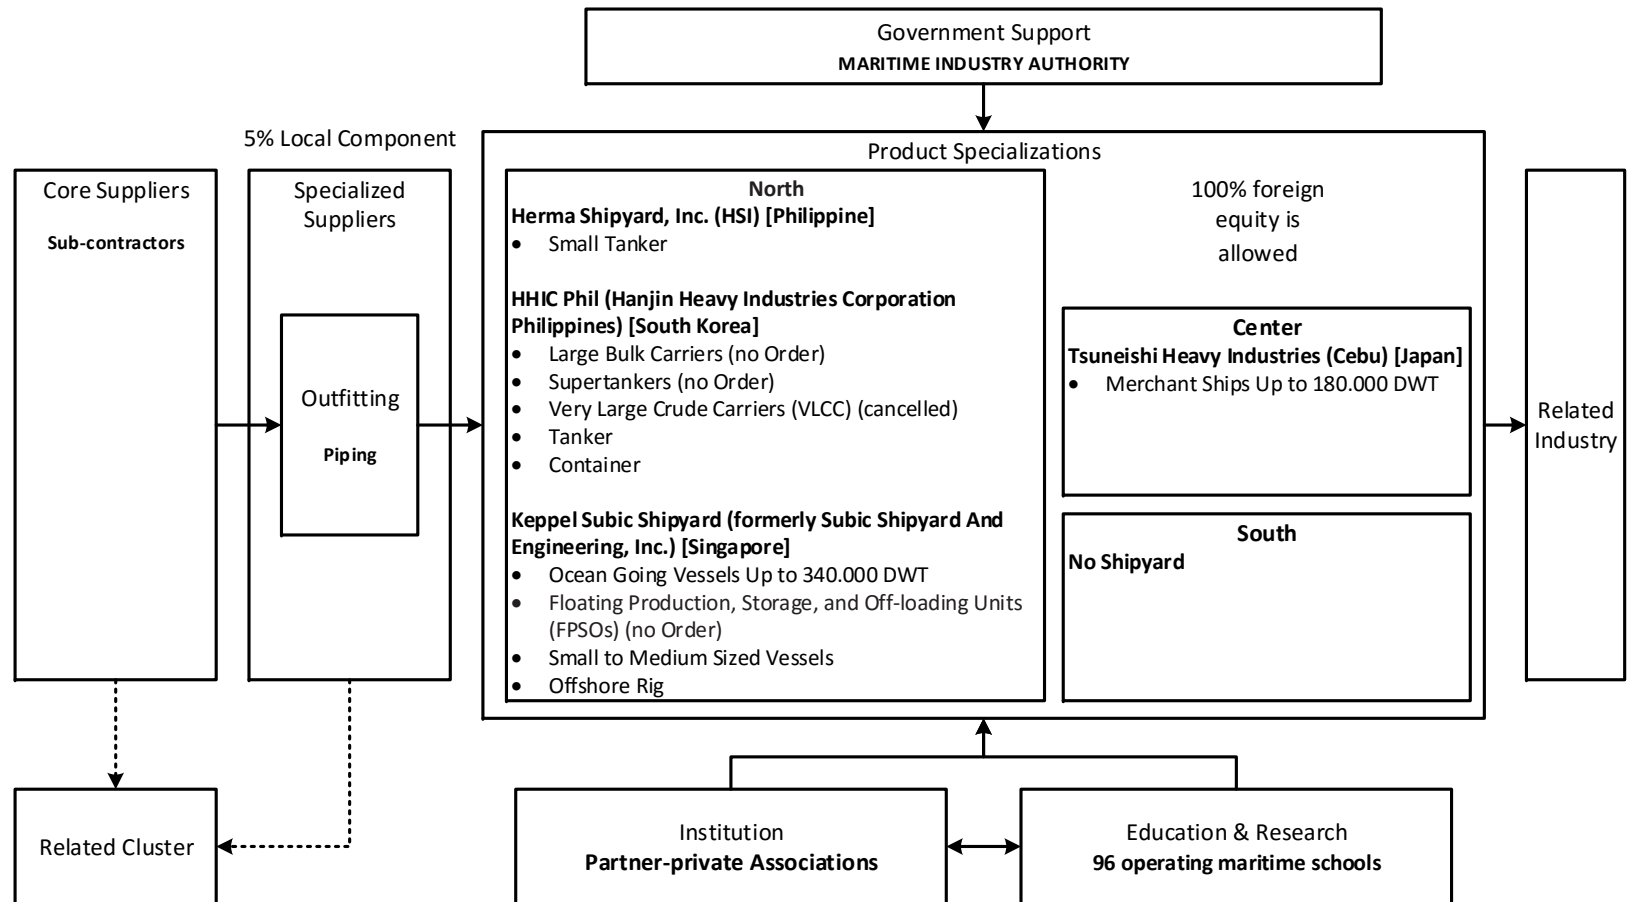 Government Support
MARITIME INDUSTRY AUTHORITY
5% Local Component
Core Suppliers
Sub-contractors
Specialized
Suppliers
Outfitting
Piping
Product Specializations
North
Herma Shipyard, Inc. (HSI) [Philippine]
• Small Tanker
HHIC Phil (Hanjin Heavy Industries Corporation
Philippines) [South Korea]
• Large Bulk Carriers (no Order)
• Supertankers (no Order)
• Very Large Crude Carriers (VLCC) (cancelled)
• Tanker
• Container
Keppel Subic Shipyard (formerly Subic Shipyard And
Engineering, Inc.) [Singapore]
• Ocean Going Vessels Up to 340.000 DWT
• Floating Production, Storage, and Off-loading Units
(FPSOs) (no Order)
• Small to Medium Sized Vessels
• Offshore Rig
100% foreign
equity is
allowed
Center
Tsuneishi Heavy Industries (Cebu) [Japan]
• Merchant Ships Up to 180.000 DWT
South
No Shipyard
Related
Industry
Related Cluster
Institution
Partner-private Associations
Education & Research
96 operating maritime schools